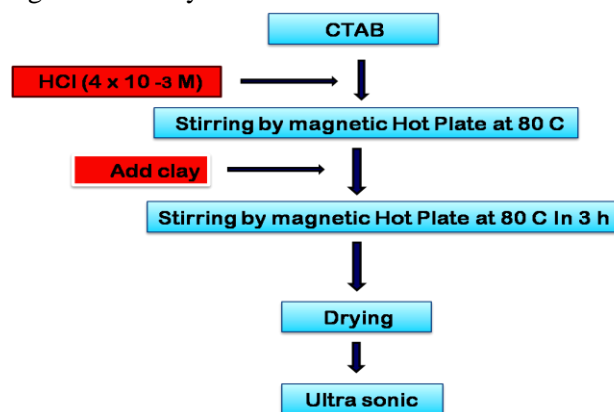 CTAB
HCl (4 x 10 -3 M)
Stirring by magnetic Hot Plate at 80 C
Add clay
Stirring by magnetic Hot Plate at 80 C In 3 h
Drying
Ultra sonic